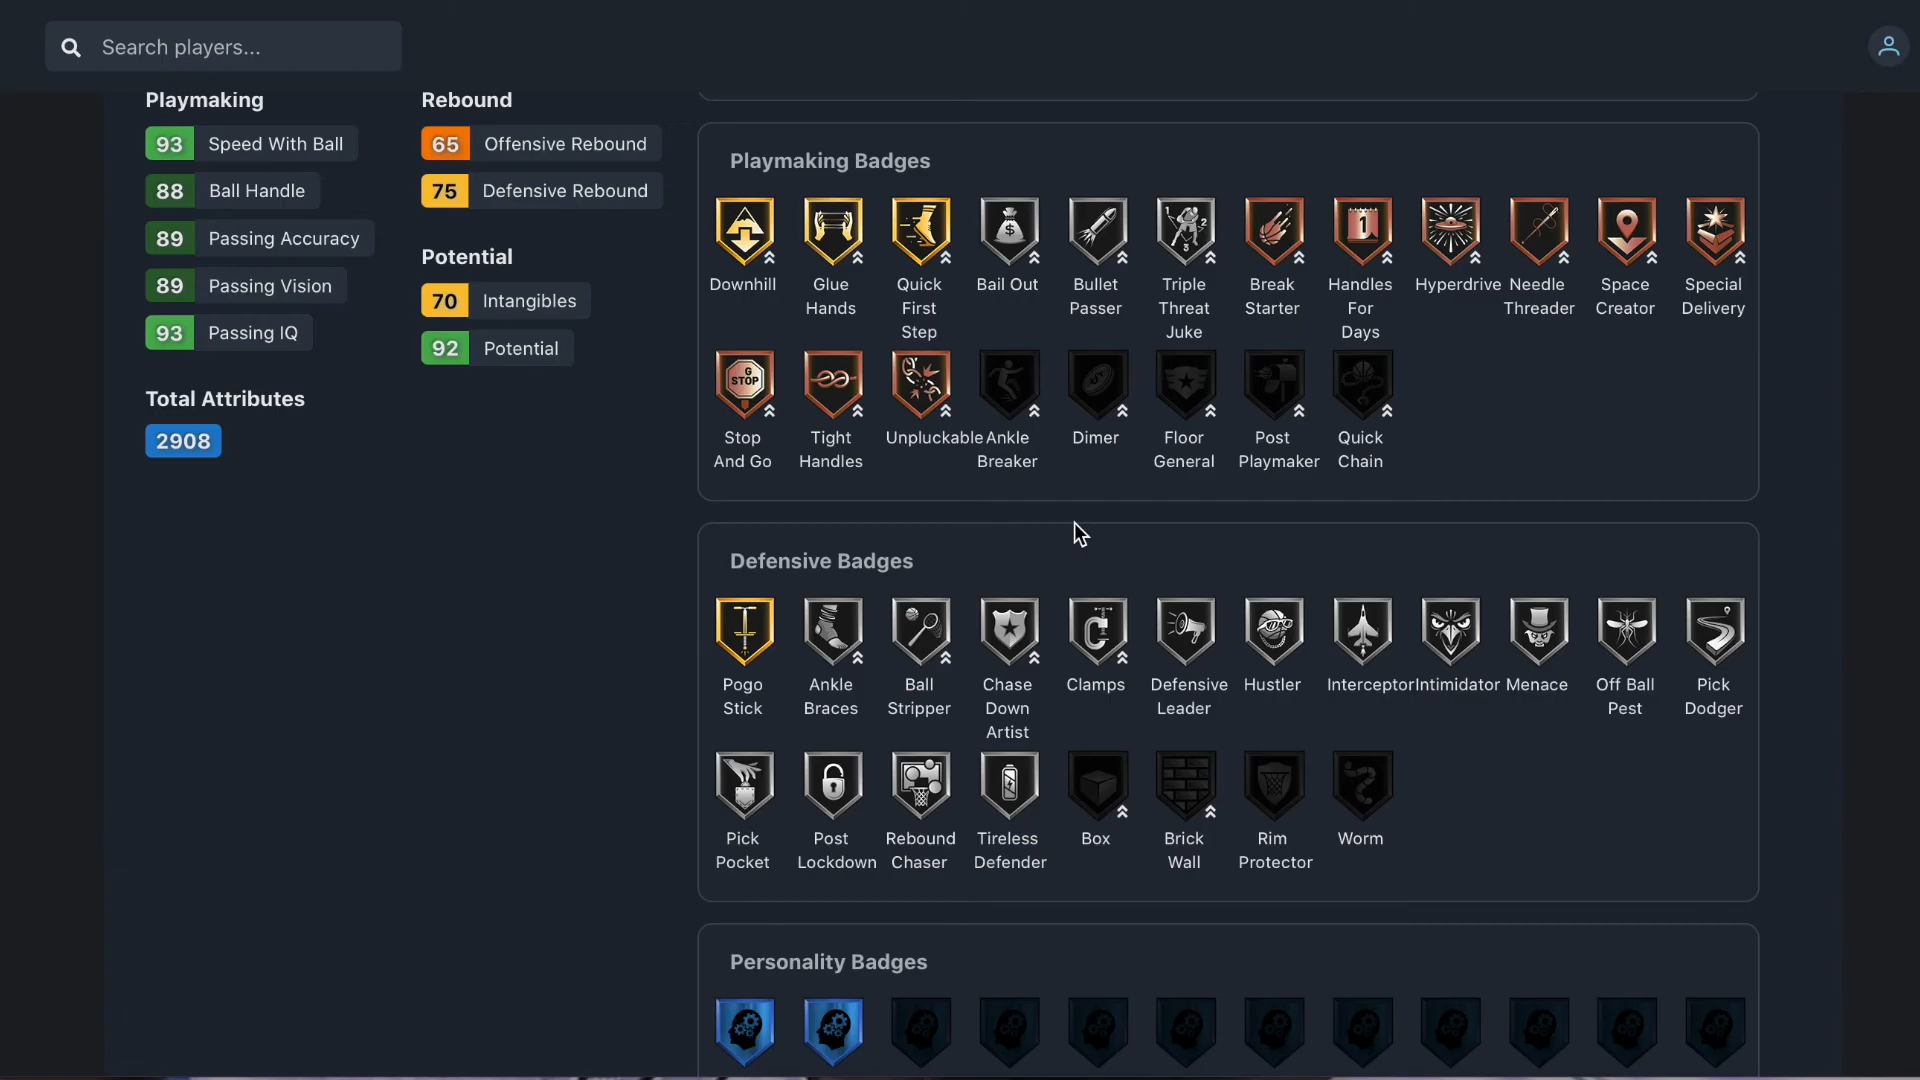 Search players...
Playmaking
93 Speed With Ball
88 Ball Handle
89 Passing Accuracy
89 Passing Vision
93 Passing IQ
Total Attributes
2908
Rebound
65 Offensive Rebound
75 Defensive Rebound
Potential
70 Intangibles
92 Potential
Playmaking Badges
$
2
3
1
Downhill
Glue
Hands
Quick
First
Step
Bail Out
Bullet
Passer
Triple
Threat
Juke
Break
Starter
Handles
For
Days
Hyperdrive
Needle
Threader
Space
Creator
Special
Delivery
G
STOP
Stop
And Go
Tight
Handles
Unpluckable
Ankle
Breaker
Dimer
Floor
General
Post
Playmaker
Quick
Chain
Defensive Badges
Pogo
Stick
Ankle
Braces
Ball
Stripper
Chase
Down
Artist
Clamps
Defensive
Leader
Hustler
Interceptor
Intimidator
Menace
Off Ball
Pest
Pick
Dodger
Pick
Pocket
Post
Lockdown
Rebound
Chaser
Tireless
Defender
Box
Brick
Wall
Rim
Protector
Worm
Personality Badges